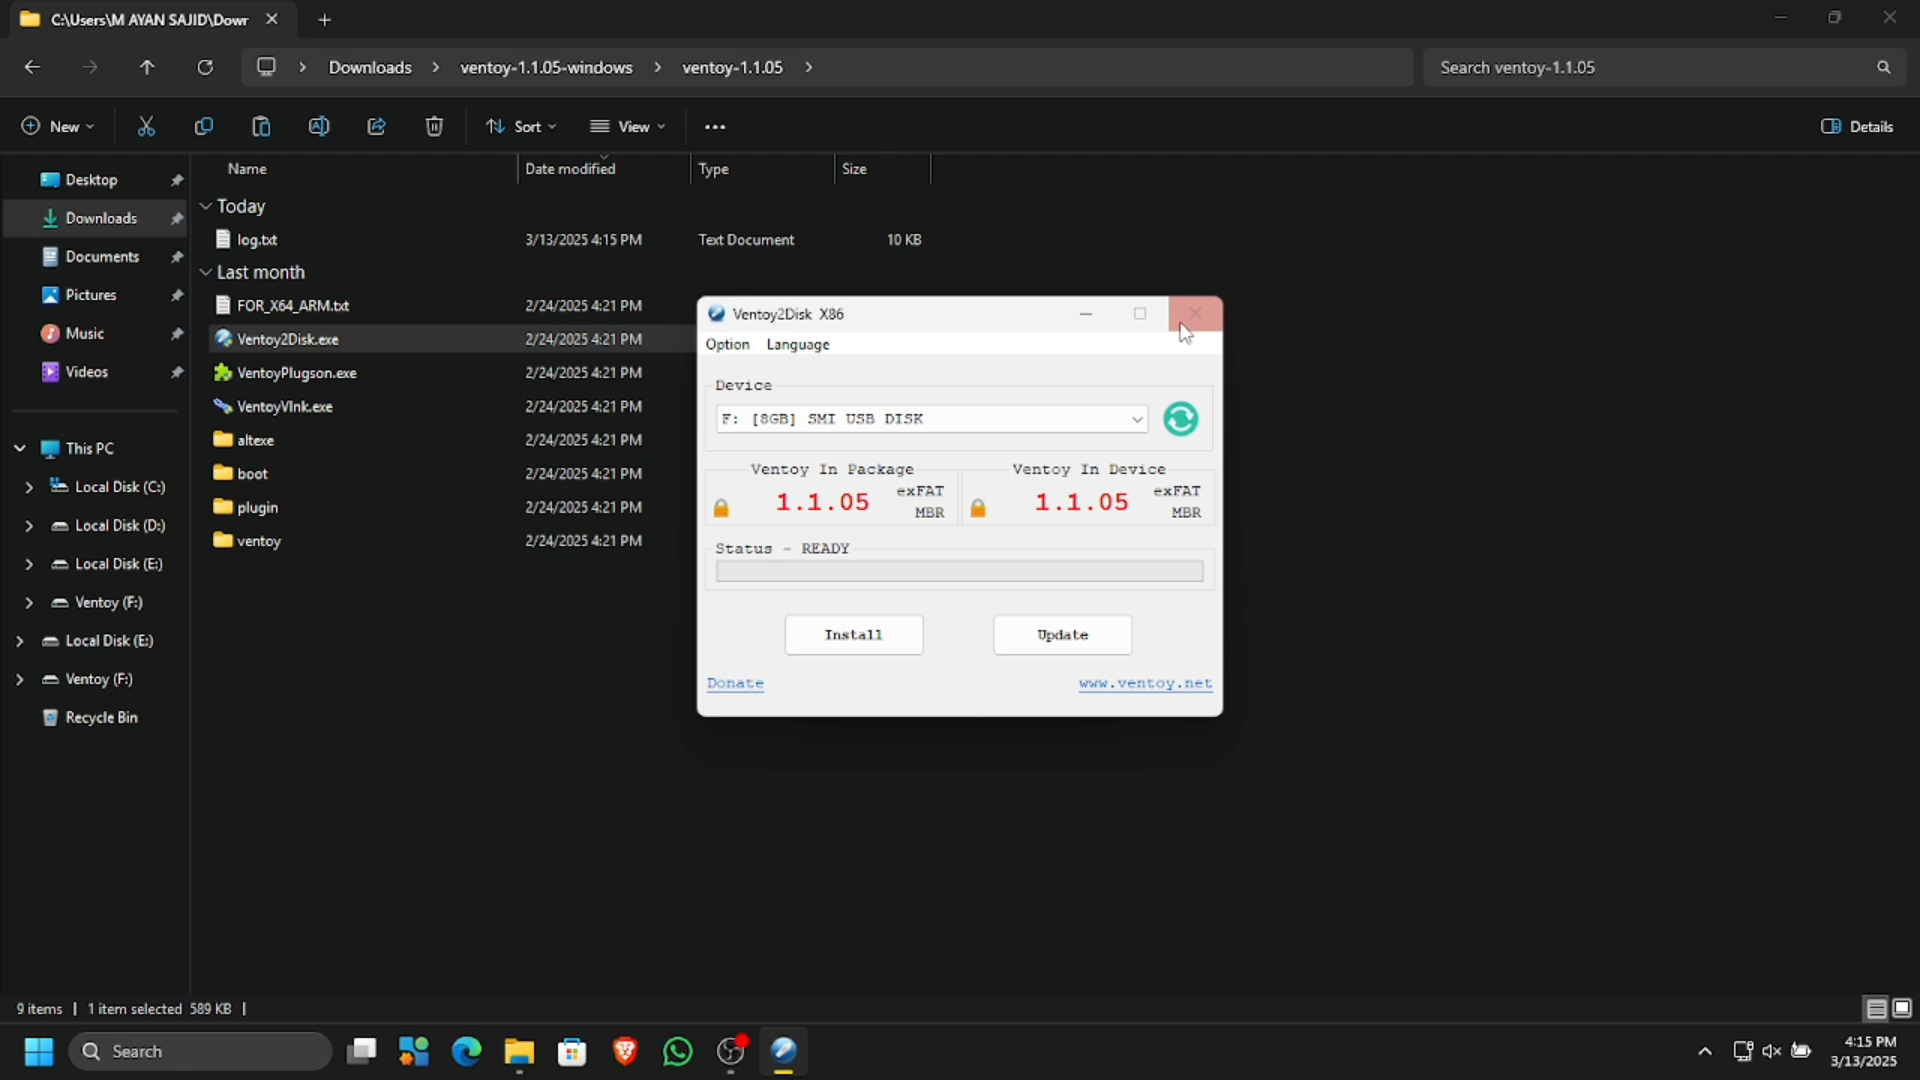 C:\Users\M AYAN SAJID\Dowr
Downloads
ventoy-1.1.05-windows
ventoy-1.1.05
Search ventoy-1.1.05
New
Sort
View
Details
Name
Date modified
Type
Size
Today
log.txt 3/13/2025 4:15 PM Text Document 10 KB
Last month
FOR_X64_ARM.txt 2/24/2025 4:21 PM
Ventoy2Disk.exe 2/24/2025 4:21 PM
VentoyPlugson.exe 2/24/2025 4:21 PM
VentoyVlnk.exe 2/24/2025 4:21 PM
altexe 2/24/2025 4:21 PM
boot 2/24/2025 4:21 PM
plugin 2/24/2025 4:21 PM
ventoy 2/24/2025 4:21 PM
Desktop
Downloads
Documents
Pictures
Music
Videos
This PC
Local Disk (C:)
Local Disk (D:)
Local Disk (E:)
Ventoy (F:)
Local Disk (E:)
Ventoy (F:)
Recycle Bin
Ventoy2Disk X86
Option Language
Device
F: [8GB] SMI USB DISK
Ventoy In Package
1.1.05
exFAT
MBR
Ventoy In Device
1.1.05
exFAT
MBR
Status - READY
Install
Update
Donate
www.ventoy.net
9 items
1 item selected 589 KB
Search
4:15 PM
3/13/2025